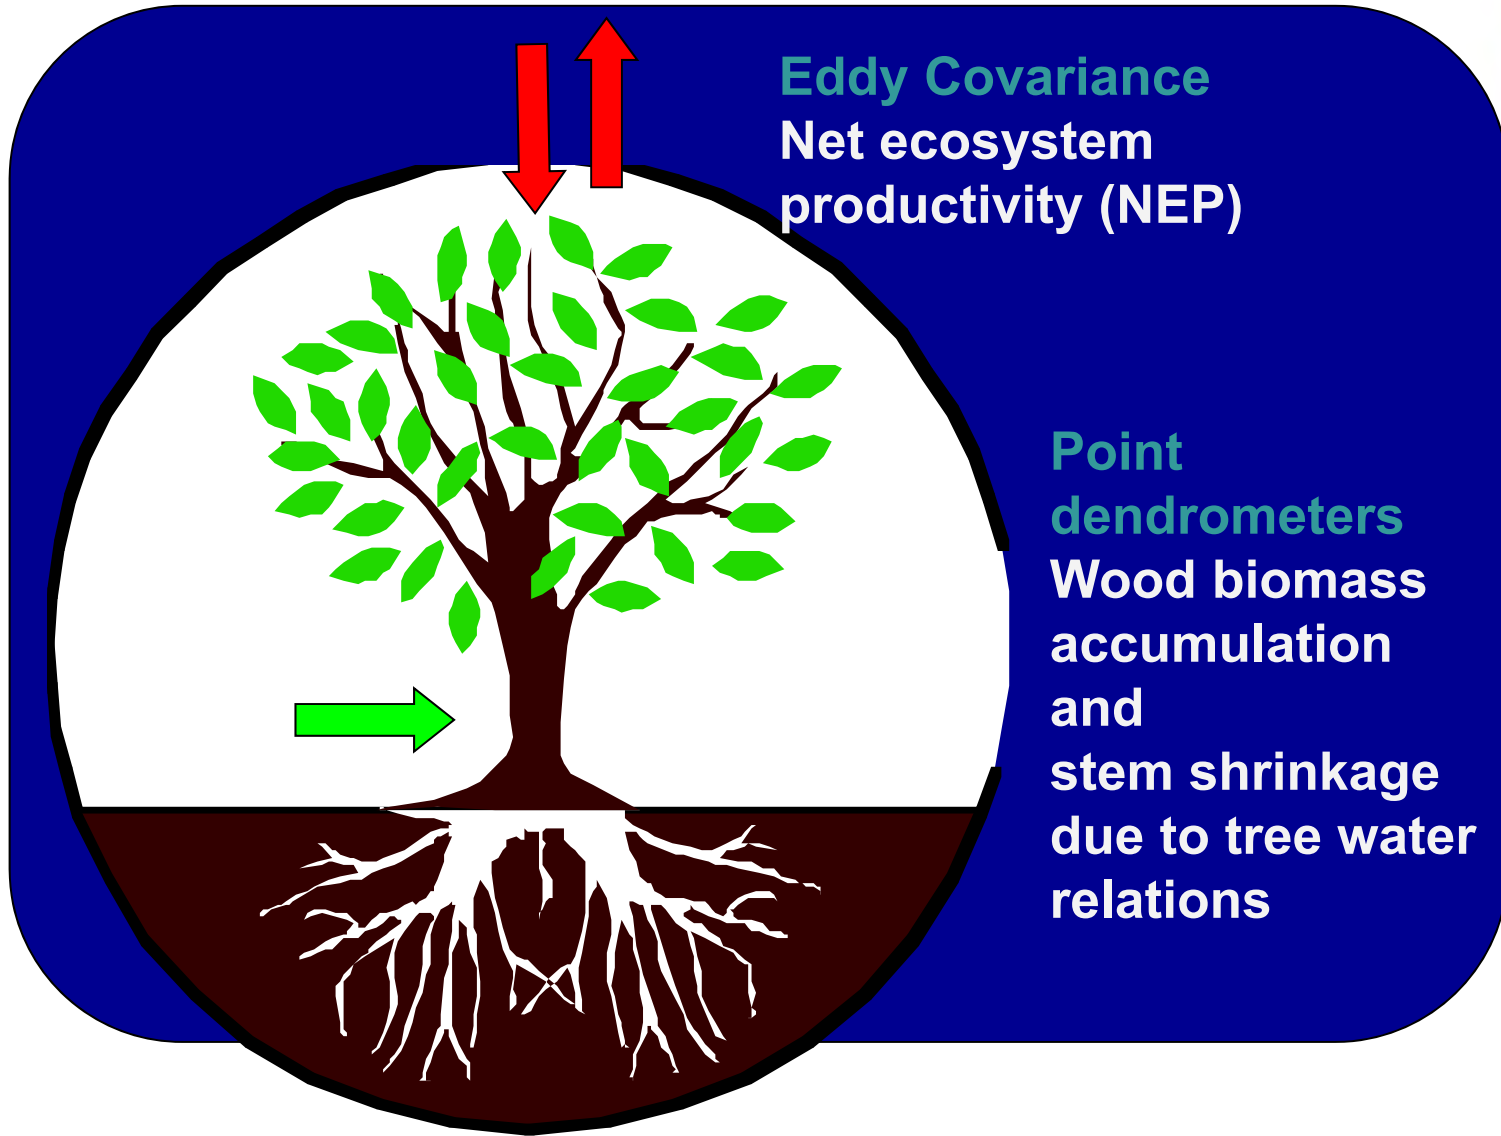 Eddy Covariance
Net ecosystem
productivity (NEP)
Point
dendrometers
Wood biomass
accumulation
and
stem shrinkage
due to tree water
relations